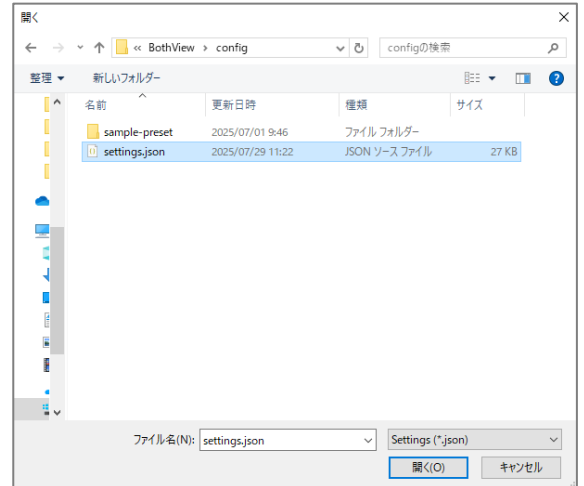 開く
« BothView › config
configの検索
整理
新しいフォルダー
名前 更新日時 種類 サイズ
sample-preset 2025/07/01 9:46 ファイル フォルダー
settings.json 2025/07/29 11:22 JSON ソース ファイル 27 KB
ファイル名(N): settings.json Settings (*.json)
開く(O) キャンセル